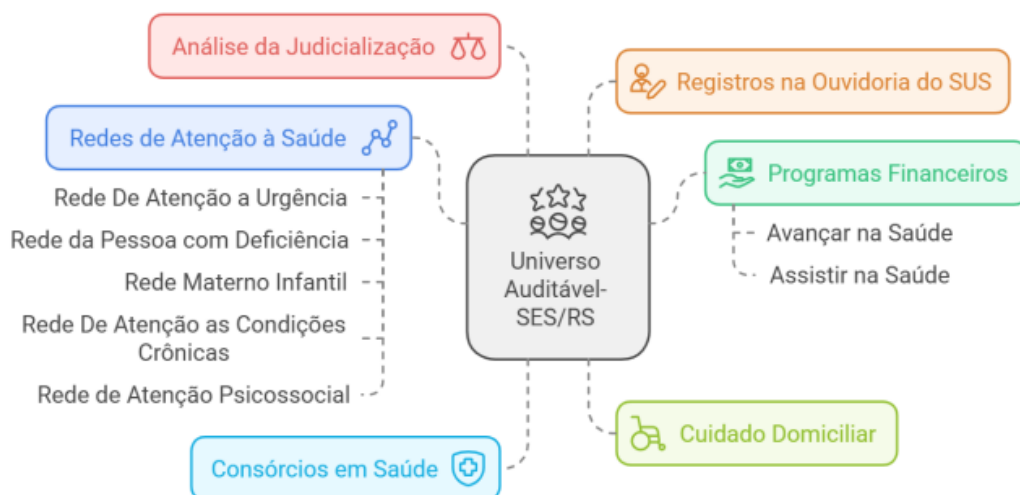 Análise da Judicialização
Registros na Ouvidoria do SUS
Redes de Atenção à Saúde
Rede De Atenção a Urgência
Rede da Pessoa com Deficiência
Rede Materno Infantil
Rede De Atenção as Condições
Crônicas
Rede de Atenção Psicossocial
Universo
Auditável-
SES/RS
Programas Financeiros
Avançar na Saúde
Assistir na Saúde
Consórcios em Saúde
Cuidado Domiciliar